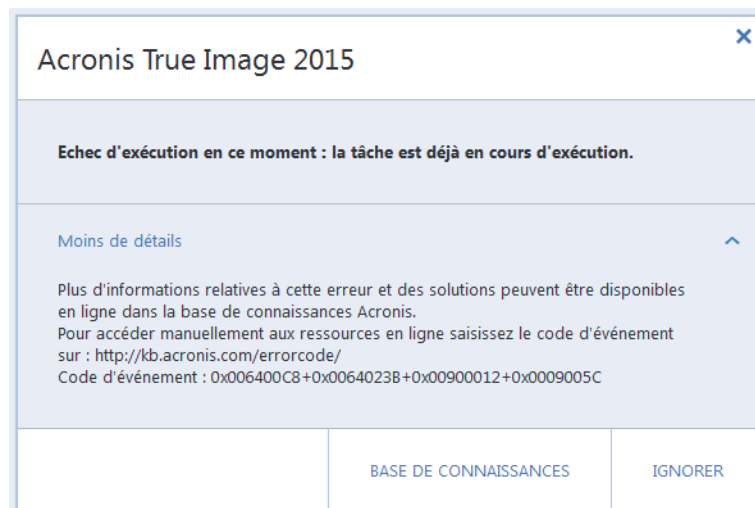 Acronis True Image 2015
Echec d'exécution en ce moment : la tâche est déjà en cours d'exécution.
Moins de détails
Plus d'informations relatives à cette erreur et des solutions peuvent être disponibles
en ligne dans la base de connaissances Acronis.
Pour accéder manuellement aux ressources en ligne saisissez le code d'événement
sur : http://kb.acronis.com/errorcode/
Code d'événement : 0x006400C8+0x0064023B+0x00900012+0x0009005C
BASE DE CONNAISSANCES
IGNORER